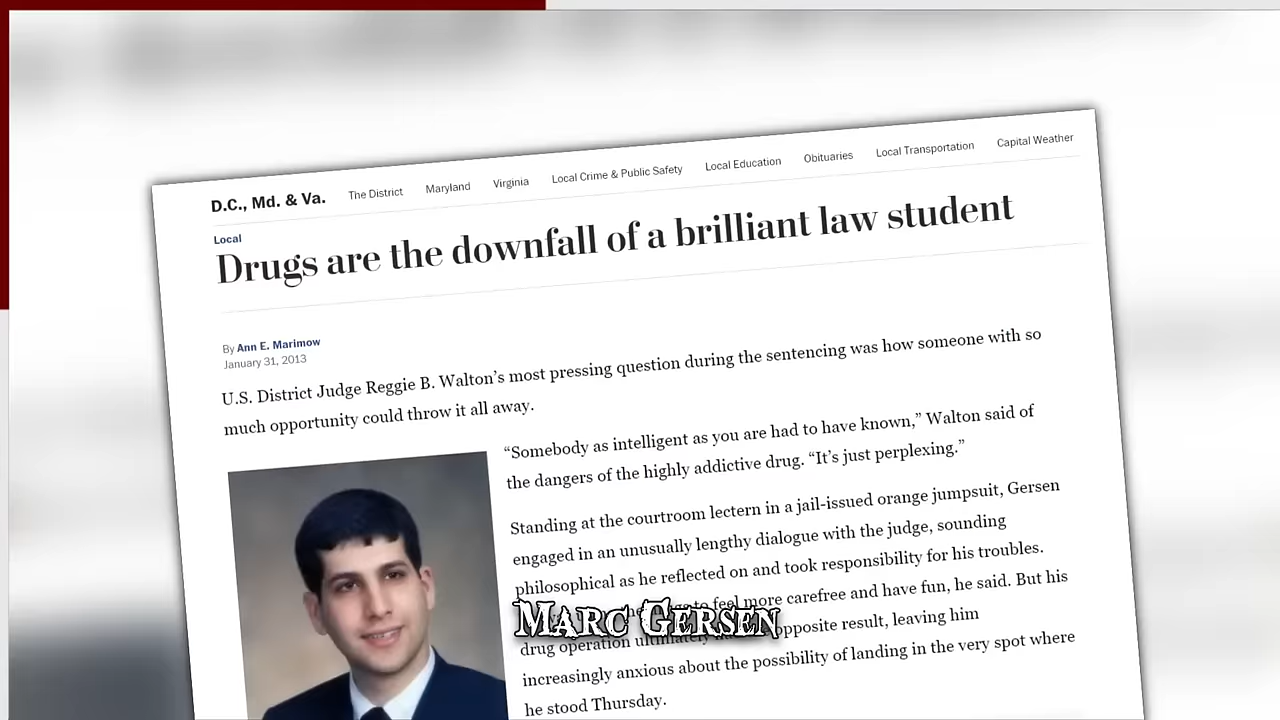 D.C., Md. & Va. The District Maryland Virginia Local Crime & Public Safety Local Education Obituaries Local Transportation Capital Weather
Local
Drugs are the downfall of a brilliant law student
By Ann E. Marimow
January 31, 2013
U.S. District Judge Reggie B. Walton’s most pressing question during the sentencing was how someone with so
much opportunity could throw it all away.
“Somebody as intelligent as you are had to have known,” Walton said of
the dangers of the highly addictive drug. “It’s just perplexing.”
Standing at the courtroom lectern in a jail-issued orange jumpsuit, Gersen
engaged in an unusually lengthy dialogue with the judge, sounding
philosophical as he reflected on and took responsibility for his troubles.
to feel more carefree and have fun, he said. But his
Marc Gersen
drug operation ultimately opposite result, leaving him
increasingly anxious about the possibility of landing in the very spot where
he stood Thursday.